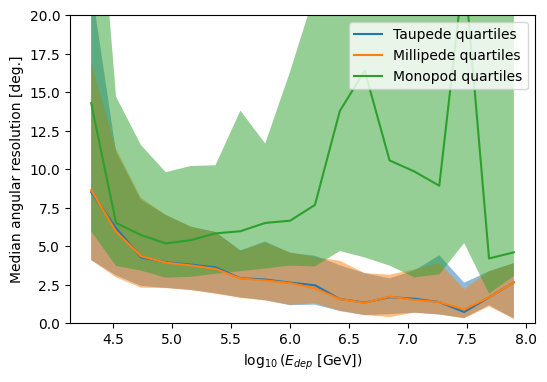 Taupede quartiles
Millipede quartiles
Monopod quartiles
Median angular resolution [deg.]
20.0
17.5
15.0
12.5
10.0
7.5
5.0
2.5
0.0
4.5 5.0 5.5 6.0 6.5 7.0 7.5 8.0
log₁₀(E_dep [GeV])